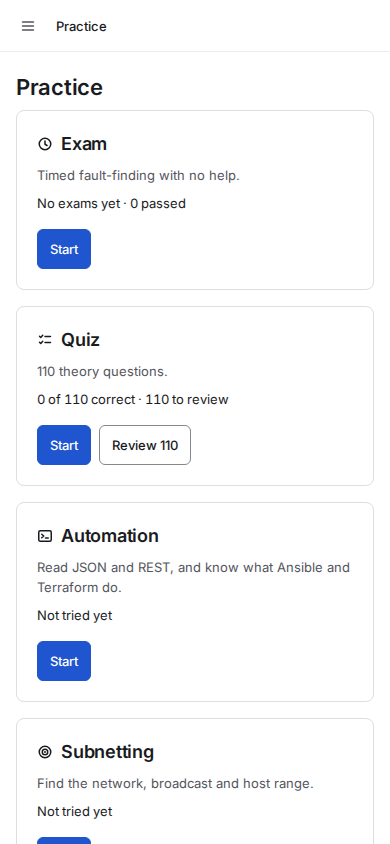 Practice
Practice
Exam
Timed fault-finding with no help.
No exams yet · 0 passed
Start
Quiz
110 theory questions.
0 of 110 correct · 110 to review
Start
Review 110
Automation
Read JSON and REST, and know what Ansible and
Terraform do.
Not tried yet
Start
Subnetting
Find the network, broadcast and host range.
Not tried yet